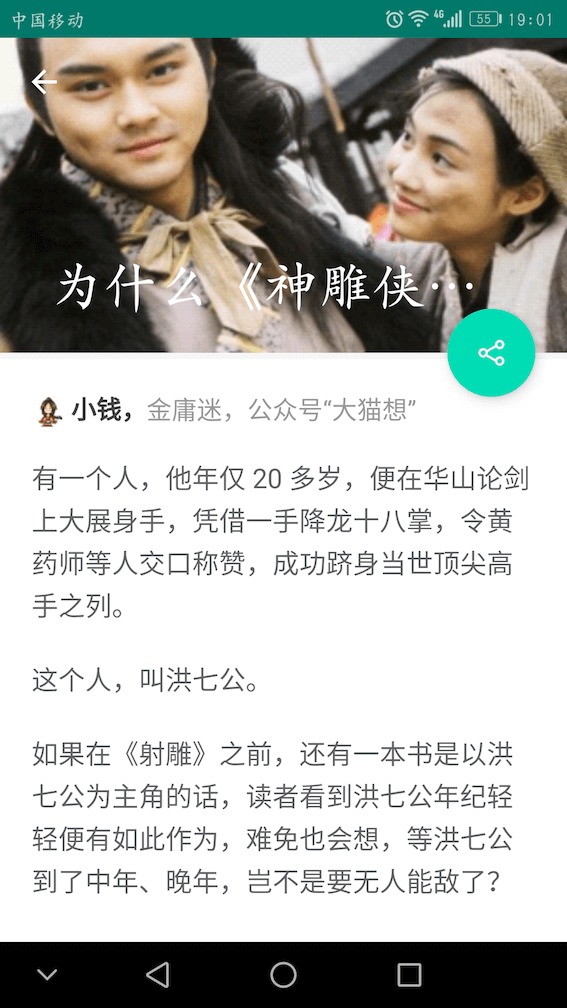 中国移动 4G 55 19:01
为什么《神雕侠…
小钱，金庸迷，公众号“大猫想”
有一个人，他年仅 20 多岁，便在华山论剑
上大展身手，凭借一手降龙十八掌，令黄
药师等人交口称赞，成功跻身当世顶尖高
手之列。
这个人，叫洪七公。
如果在《射雕》之前，还有一本书是以洪
七公为主角的话，读者看到洪七公年纪轻
轻便有如此作为，难免也会想，等洪七公
到了中年、晚年，岂不是要无人能敌了？